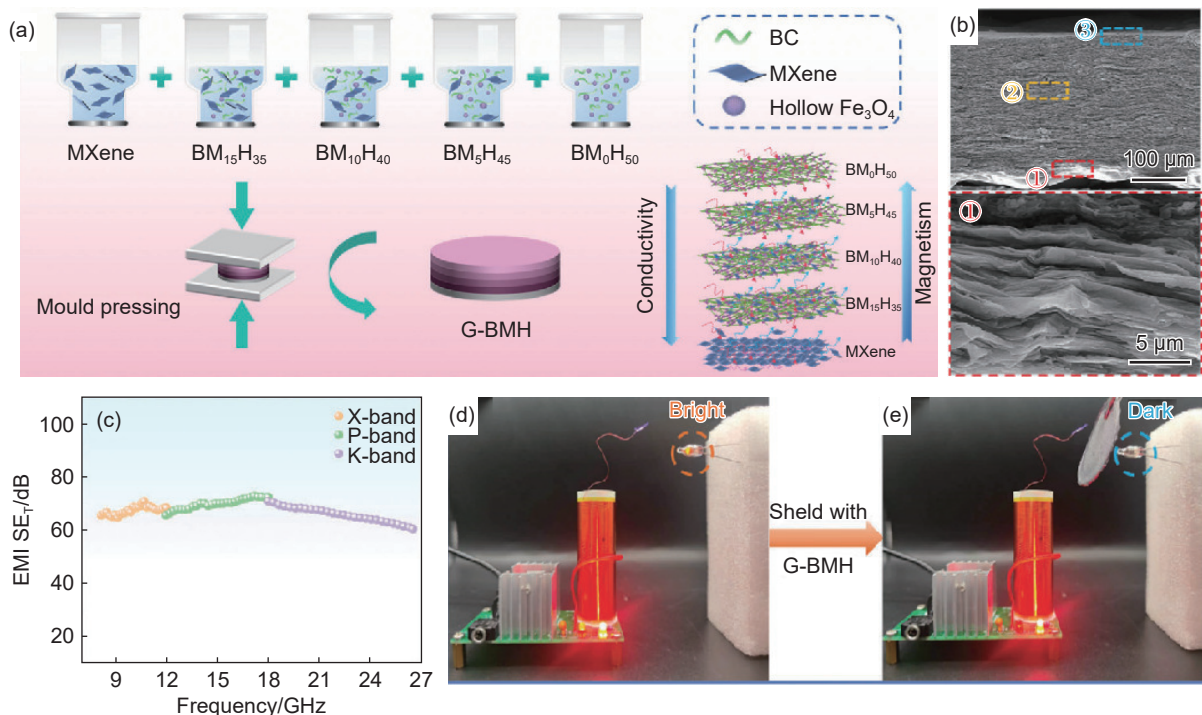 (a)
BC
MXene
Hollow Fe₃O₄
MXene
BM₁₅H₃₅
BM₁₀H₄₀
BM₅H₄₅
BM₀H₅₀
Mould pressing
G-BMH
Conductivity
BM₀H₅₀
BM₅H₄₅
BM₁₀H₄₀
BM₁₅H₃₅
MXene
Magnetism
(b)
③
②
①
100 μm
①
5 μm
(c)
X-band
P-band
K-band
EMI SE_T/dB
100
80
60
40
20
9 12 15 18 21 24 27
Frequency/GHz
(d)
Bright
Sheld with
G-BMH
(e)
Dark